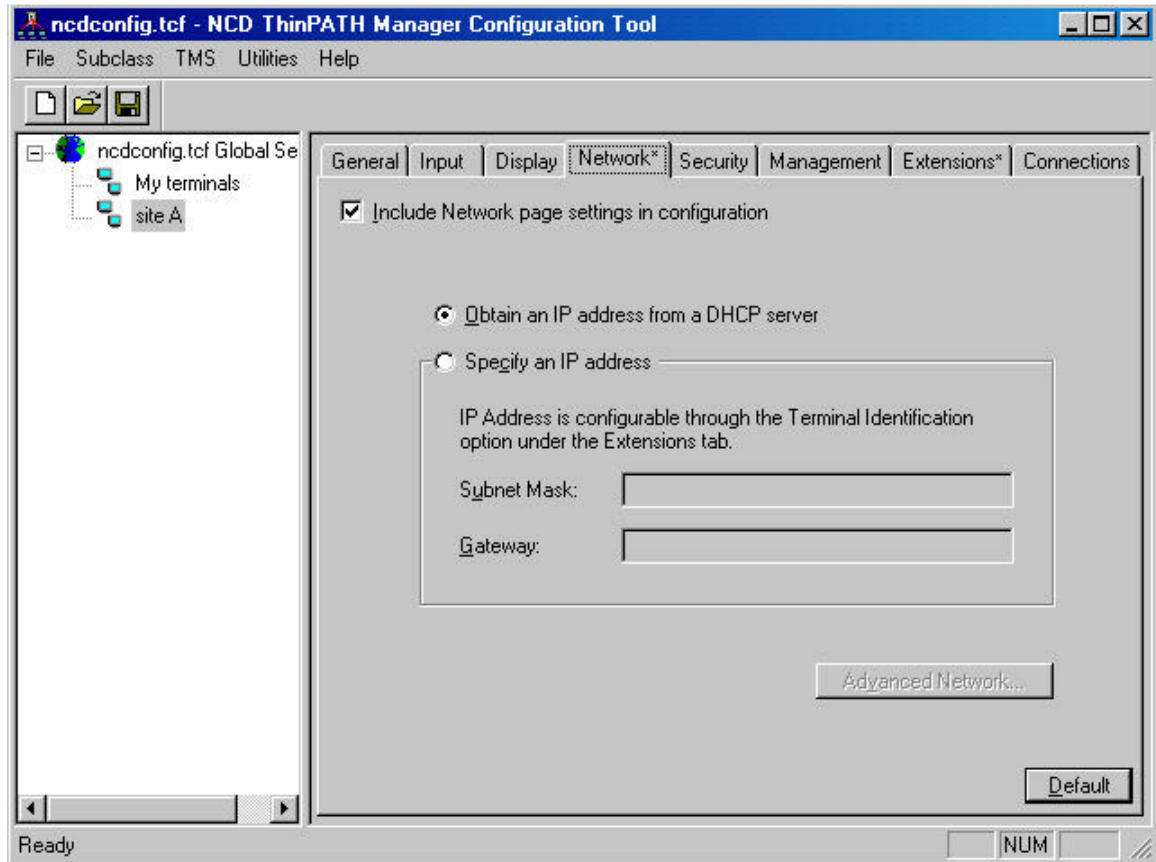 ncdconfig.tcf - NCD ThinPATH Manager Configuration Tool
File Subclass TMS Utilities Help
ncdconfig.tcf Global Se
My terminals
site A
General Input Display Network* Security Management Extensions* Connections
Include Network page settings in configuration
Obtain an IP address from a DHCP server
Specify an IP address
IP Address is configurable through the Terminal Identification
option under the Extensions tab.
Subnet Mask:
Gateway:
Advanced Network...
Default
Ready NUM